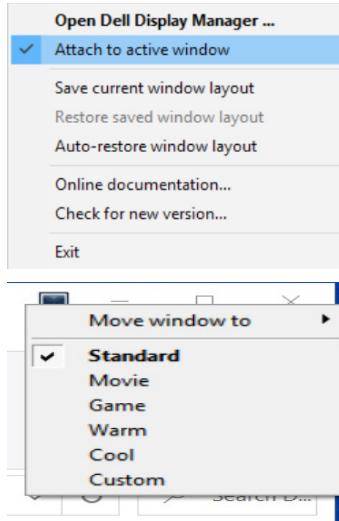 Open Dell Display Manager ...
Attach to active window
Save current window layout
Restore saved window layout
Auto-restore window layout
Online documentation...
Check for new version...
Exit
Move window to
Standard
Movie
Game
Warm
Cool
Custom
Search D...